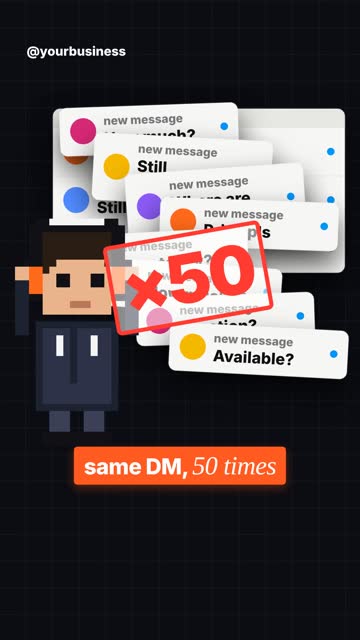 @yourbusiness
new message
much?
new message
Still
new message
new message
Still
new message
×50
new message
Available?
same DM, 50 times